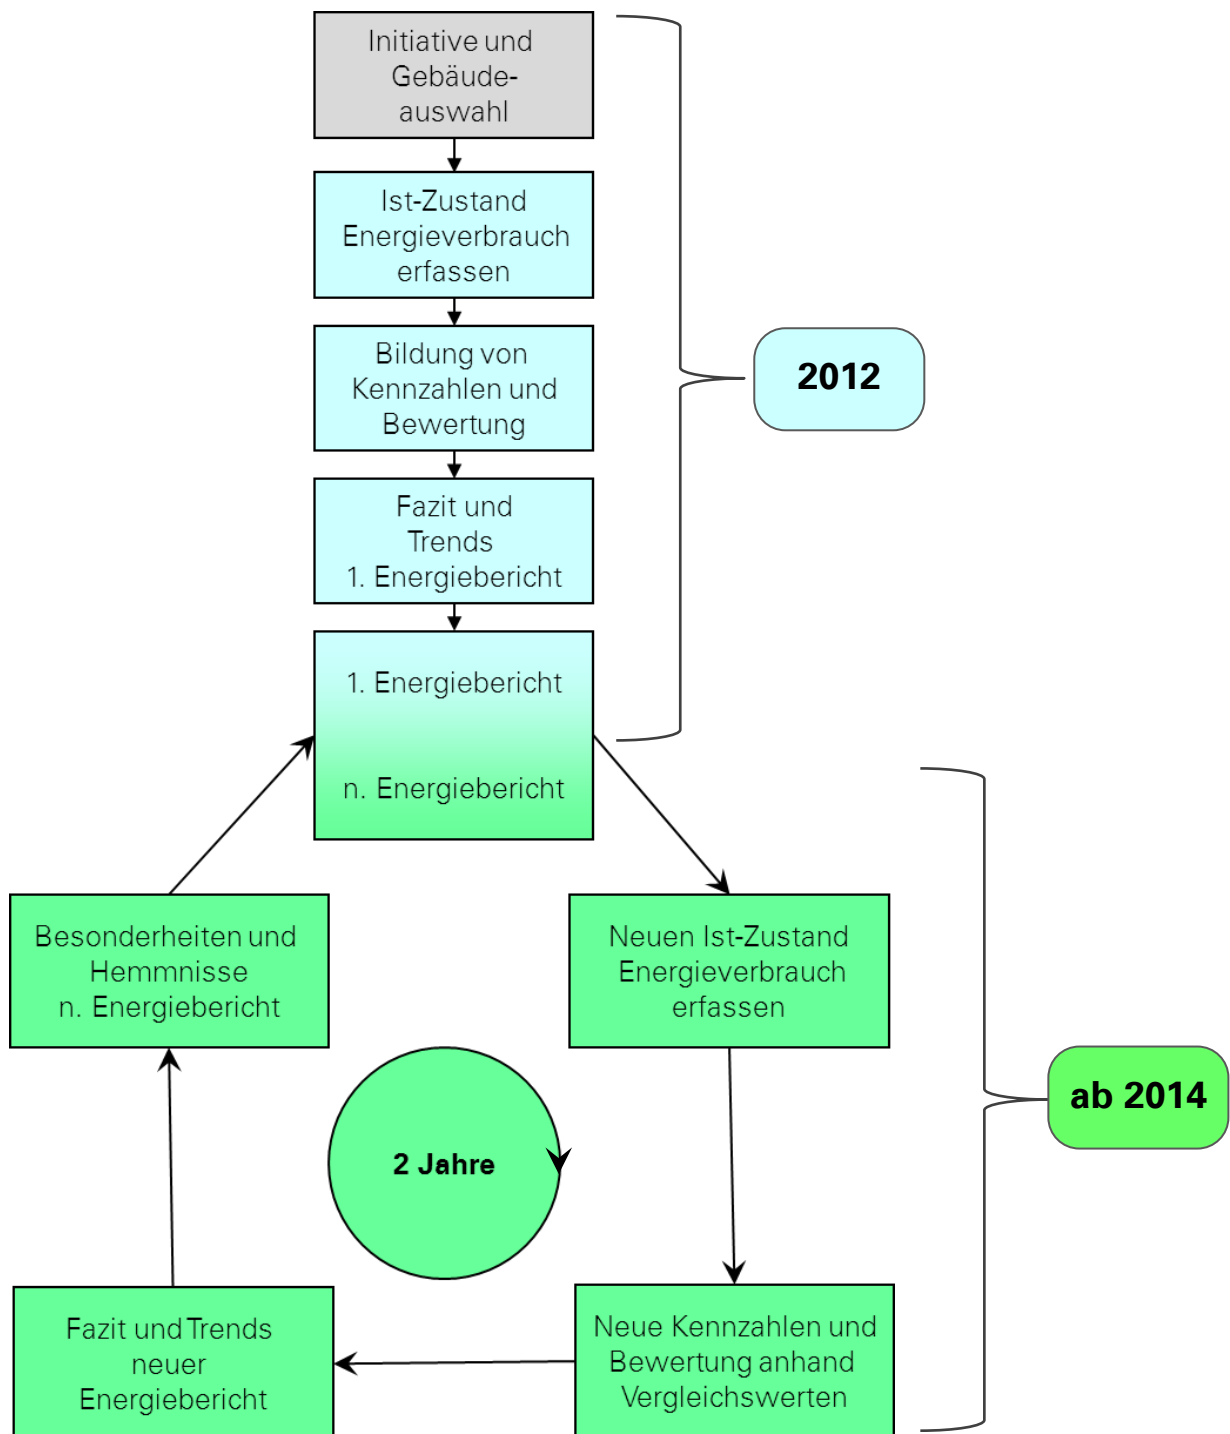 Initiative und
Gebäude-
auswahl
Ist-Zustand
Energieverbrauch
erfassen
Bildung von
Kennzahlen und
Bewertung
2012
Fazit und
Trends
1. Energiebericht
1. Energiebericht
n. Energiebericht
Besonderheiten und
Hemmnisse
n. Energiebericht
Neuen Ist-Zustand
Energieverbrauch
erfassen
ab 2014
2 Jahre
Fazit und Trends
neuer
Energiebericht
Neue Kennzahlen und
Bewertung anhand
Vergleichswerten